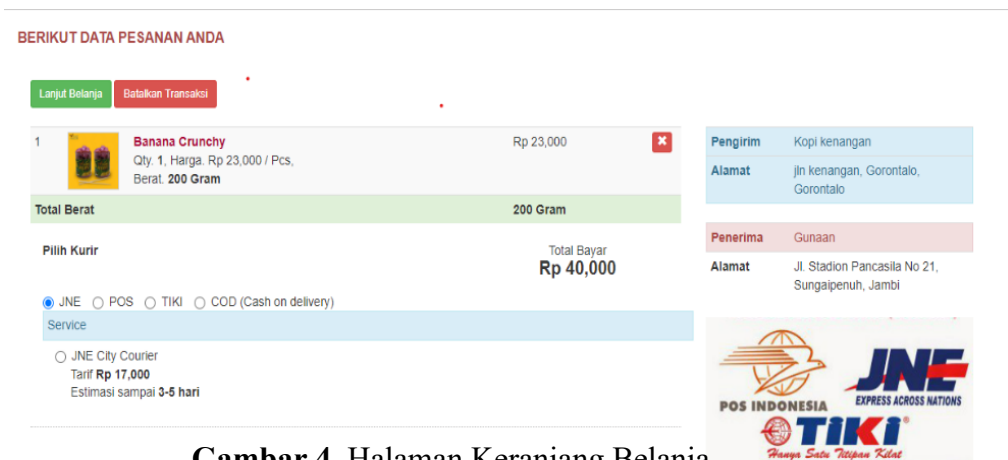 BERIKUT DATA PESANAN ANDA
Lanjut Belanja Batalkan Transaksi
1 Banana Crunchy Rp 23,000
Qty. 1, Harga. Rp 23,000 / Pcs,
Berat. 200 Gram
Total Berat 200 Gram
Pilih Kurir Total Bayar
Rp 40,000
JNE POS TIKI COD (Cash on delivery)
Service
JNE City Courier
Tarif Rp 17,000
Estimasi sampai 3-5 hari
Pengirim Kopi kenangan
Alamat jln kenangan, Gorontalo,
Gorontalo
Penerima Gunaan
Alamat Jl. Stadion Pancasila No 21,
Sungaipenuh, Jambi
POS INDONESIA
JNE
EXPRESS ACROSS NATIONS
TIKI
Hanya Satu Titipan Kilat
Gambar 4. Halaman Keranjang Belanja